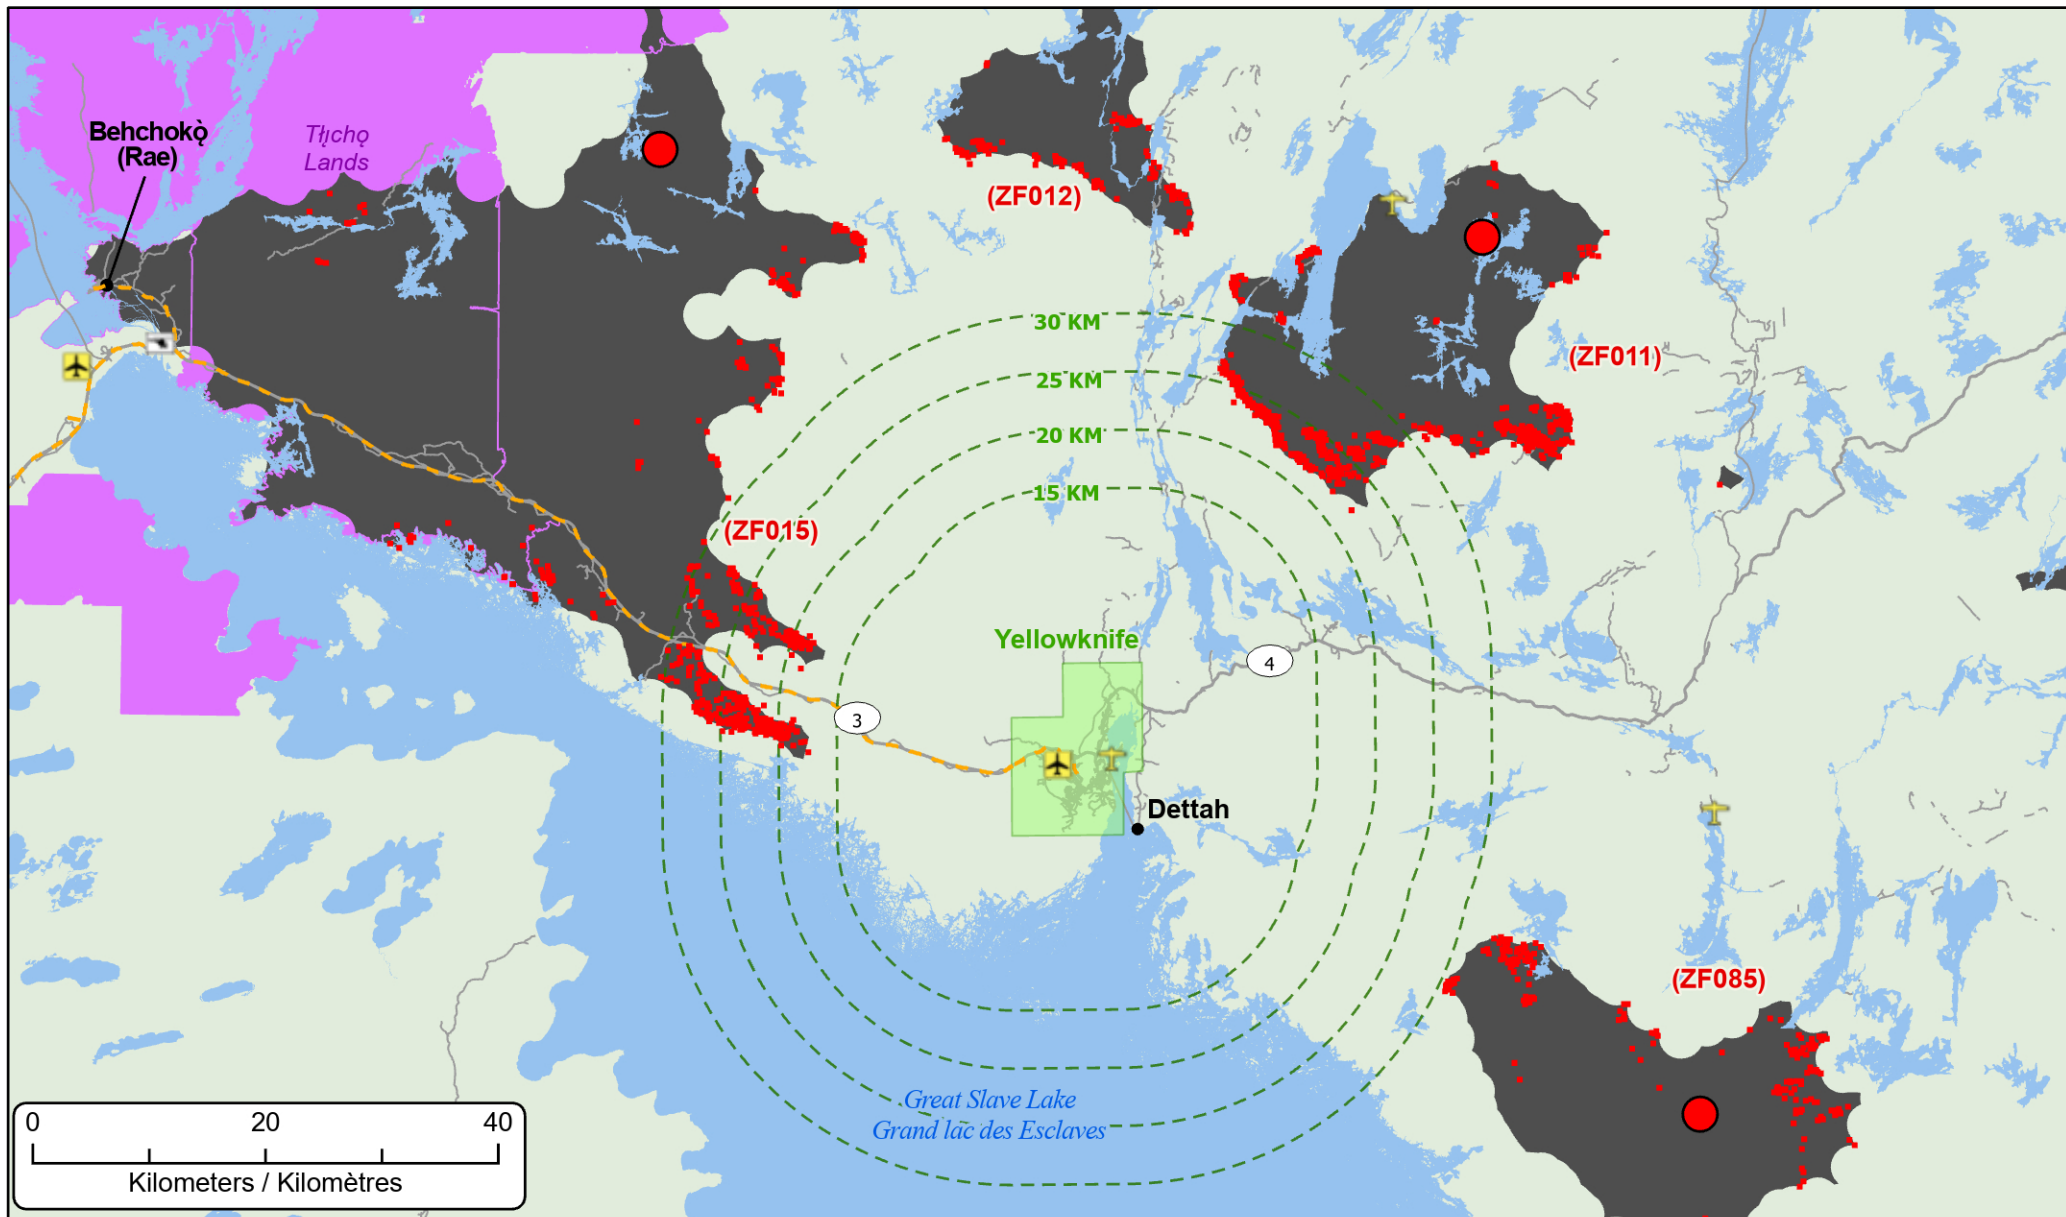 Behchokǫ̀
(Rae)
Tłı̨chǫ
Lands
(ZF012)
30 KM
25 KM
20 KM
15 KM
(ZF011)
(ZF015)
Yellowknife
4
3
Dettah
(ZF085)
Great Slave Lake
Grand lac des Esclaves
0 20 40
Kilometers / Kilomètres